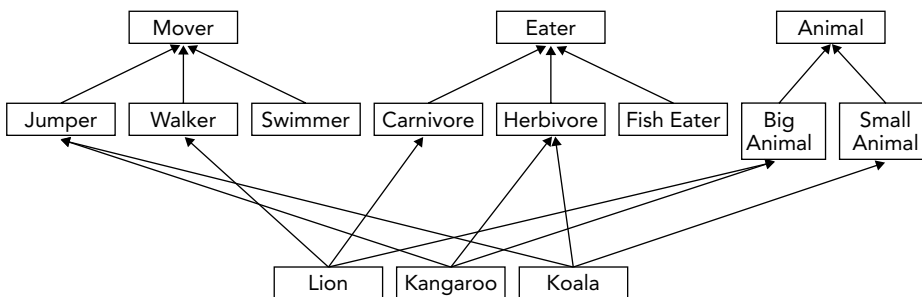 Mover
Eater
Animal
Jumper
Walker
Swimmer
Carnivore
Herbivore
Fish Eater
Big
Animal
Small
Animal
Lion
Kangaroo
Koala